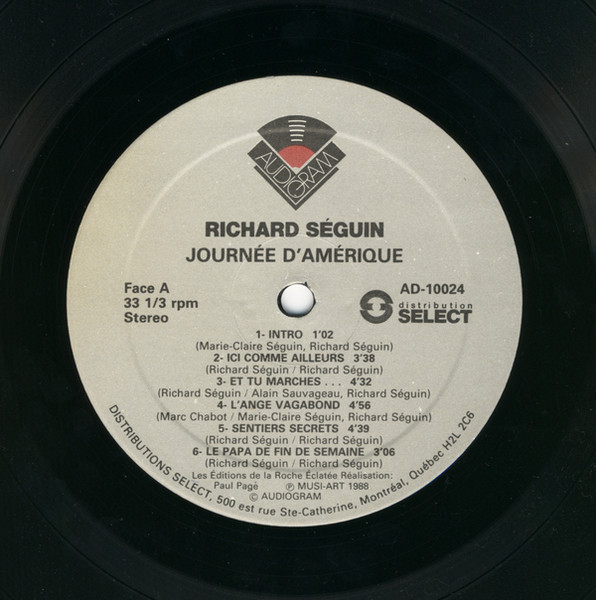 AUDIOGRAM
RICHARD SÉGUIN
JOURNÉE D'AMÉRIQUE
Face A
33 1/3 rpm
Stereo
AD-10024
distribution
SELECT
1- INTRO 1'02
(Marie-Claire Séguin, Richard Séguin)
2- ICI COMME AILLEURS 3'38
(Richard Séguin / Richard Séguin)
3- ET TU MARCHES . . . 4'32
(Richard Séguin / Alain Sauvageau, Richard Séguin)
4- L'ANGE VAGABOND 4'56
(Marc Chabot / Marie-Claire Séguin, Richard Séguin)
5- SENTIERS SECRETS 4'39
(Richard Séguin / Richard Séguin)
6- LE PAPA DE FIN DE SEMAINE 3'06
(Richard Séguin / Richard Séguin)
Les Éditions de la Roche Éclatée Réalisation:
Paul Pagé ℗ MUSI-ART 1988
© AUDIOGRAM
DISTRIBUTIONS SELECT, 500 est rue Ste-Catherine, Montréal, Québec H2L 2C6